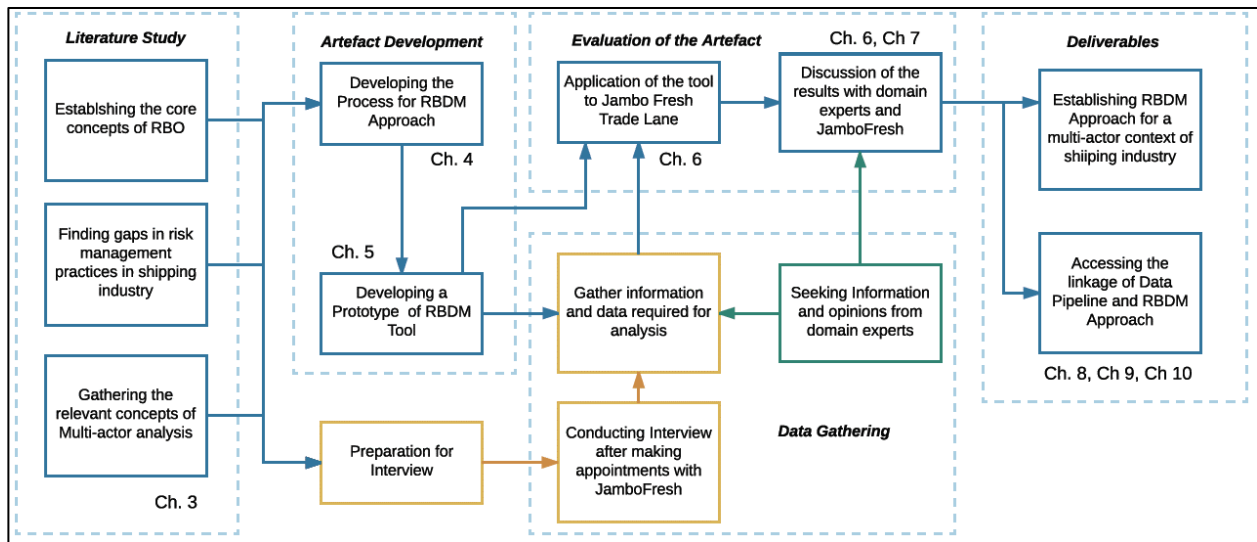 Literature Study
Establshing the core
concepts of RBO
Finding gaps in risk
management
practices in shipping
industry
Gathering the
relevant concepts of
Multi-actor analysis
Ch. 3
Artefact Development
Developing the
Process for RBDM
Approach
Ch. 4
Ch. 5
Developing a
Prototype of RBDM
Tool
Preparation for
Interview
Evaluation of the Artefact
Application of the tool
to Jambo Fresh
Trade Lane
Ch. 6
Ch. 6, Ch 7
Discussion of the
results with domain
experts and
JamboFresh
Gather information
and data required for
analysis
Seeking Information
and opinions from
domain experts
Conducting Interview
after making
appointments with
JamboFresh
Data Gathering
Deliverables
Establishing RBDM
Approach for a
multi-actor context of
shiiping industry
Accessing the
linkage of Data
Pipeline and RBDM
Approach
Ch. 8, Ch 9, Ch 10